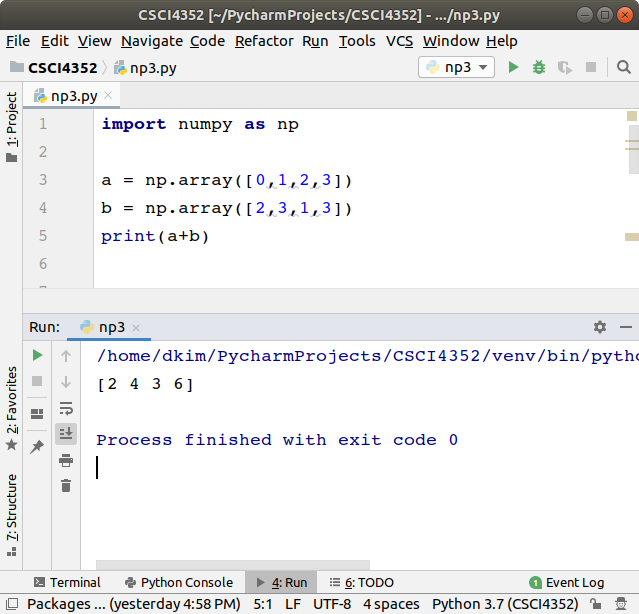 CSCI4352 [~/PycharmProjects/CSCI4352] - .../np3.py
File Edit View Navigate Code Refactor Run Tools VCS Window Help
CSCI4352 np3.py np3
1: Project
np3.py
1 import numpy as np
2
3 a = np.array([0,1,2,3])
4 b = np.array([2,3,1,3])
5 print(a+b)
6
Run: np3
/home/dkim/PycharmProjects/CSCI4352/venv/bin/pytho
[2 4 3 6]
Process finished with exit code 0
2: Favorites
7: Structure
Terminal Python Console 4: Run 6: TODO 1 Event Log
Packages ... (yesterday 4:58 PM) 5:1 LF UTF-8 4 spaces Python 3.7 (CSCI4352)